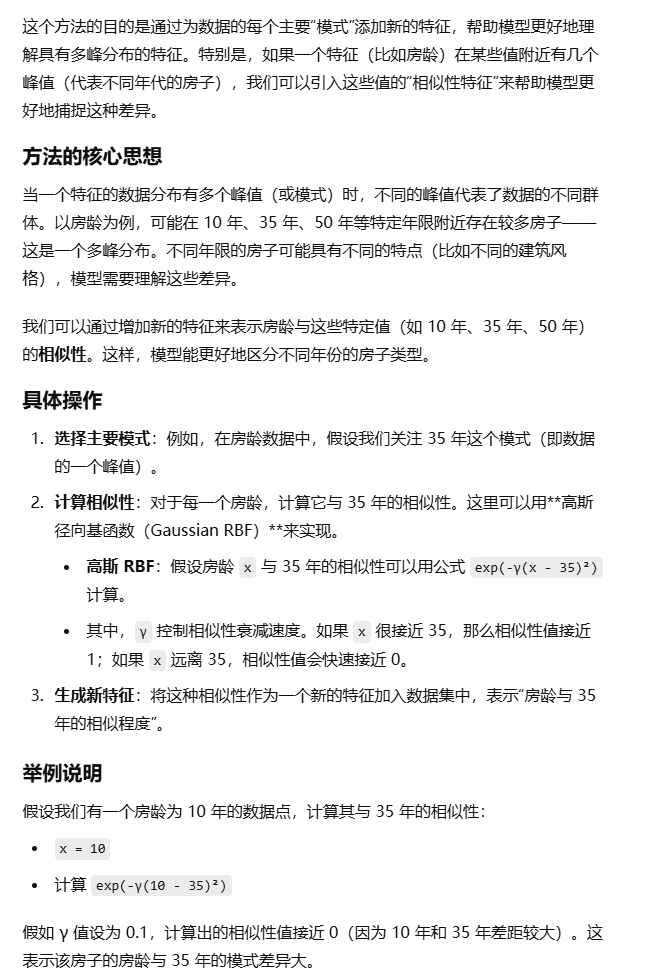 这个方法的目的是通过为数据的每个主要“模式”添加新的特征，帮助模型更好地理
解具有多峰分布的特征。特别是，如果一个特征（比如房龄）在某些值附近有几个
峰值（代表不同年代的房子），我们可以引入这些值的“相似性特征”来帮助模型更
好地捕捉这种差异。
方法的核心思想
当一个特征的数据分布有多个峰值（或模式）时，不同的峰值代表了数据的不同群
体。以房龄为例，可能在 10 年、35 年、50 年等特定年限附近存在较多房子——
这是一个多峰分布。不同年限的房子可能具有不同的特点（比如不同的建筑风
格），模型需要理解这些差异。
我们可以通过增加新的特征来表示房龄与这些特定值（如 10 年、35 年、50 年）
的相似性。这样，模型能更好地区分不同年份的房子类型。
具体操作
1. 选择主要模式：例如，在房龄数据中，假设我们关注 35 年这个模式（即数据
的一个峰值）。
2. 计算相似性：对于每一个房龄，计算它与 35 年的相似性。这里可以用**高斯
径向基函数（Gaussian RBF）**来实现。
• 高斯 RBF：假设房龄 x 与 35 年的相似性可以用公式 exp(-γ(x - 35)²)
计算。
• 其中，γ 控制相似性衰减速度。如果 x 很接近 35，那么相似性值接近
1；如果 x 远离 35，相似性值会快速接近 0。
3. 生成新特征：将这种相似性作为一个新的特征加入数据集中，表示“房龄与 35
年的相似程度”。
举例说明
假设我们有一个房龄为 10 年的数据点，计算其与 35 年的相似性：
• x = 10
• 计算 exp(-γ(10 - 35)²)
假如 γ 值设为 0.1，计算出的相似性值接近 0（因为 10 年和 35 年差距较大）。这
表示该房子的房龄与 35 年的模式差异大。